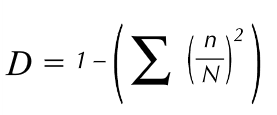 D = 1 - ( ∑ ( n / N )² )